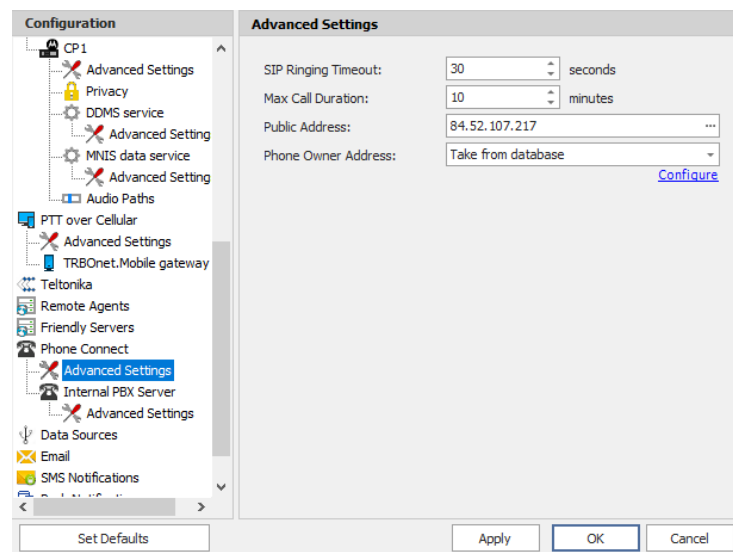 Configuration
CP1
Advanced Settings
Privacy
DDMS service
Advanced Setting
MNIS data service
Advanced Setting
Audio Paths
PTT over Cellular
Advanced Settings
TRBOnet.Mobile gateway
Teltonika
Remote Agents
Friendly Servers
Phone Connect
Advanced Settings
Internal PBX Server
Advanced Settings
Data Sources
Email
SMS Notifications
Set Defaults
Advanced Settings
SIP Ringing Timeout: 30 seconds
Max Call Duration: 10 minutes
Public Address: 84.52.107.217 ...
Phone Owner Address: Take from database
Configure
Apply OK Cancel